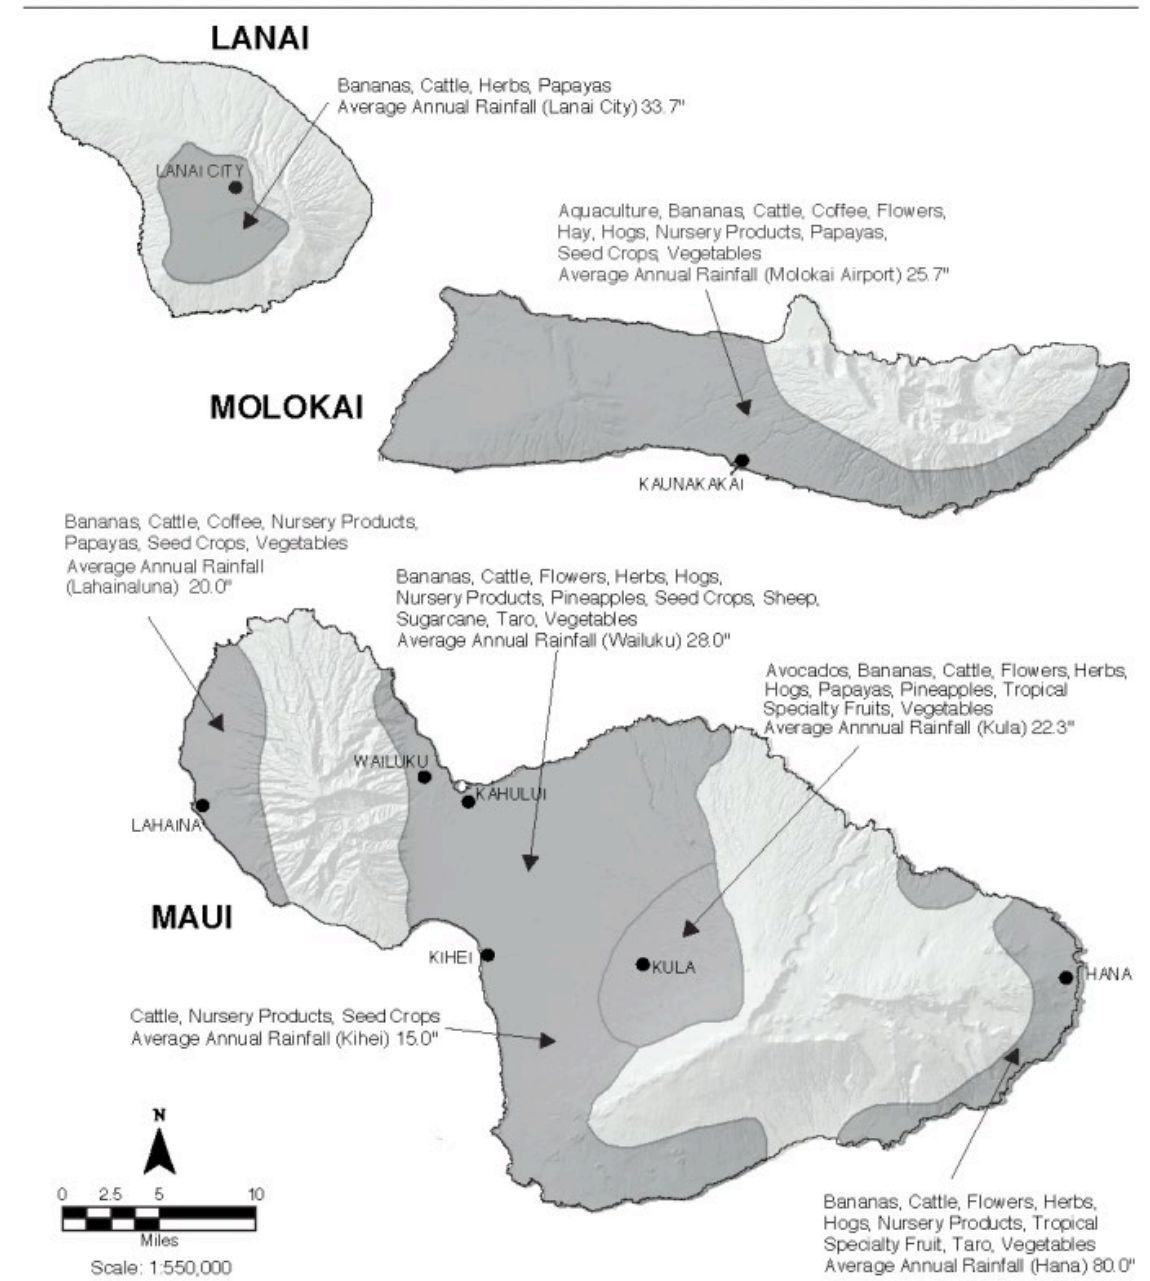 LANAI
Bananas, Cattle, Herbs, Papayas
Average Annual Rainfall (Lanai City) 33.7"
LANAI CITY
Aquaculture, Bananas, Cattle, Coffee, Flowers,
Hay, Hogs, Nursery Products, Papayas,
Seed Crops, Vegetables
Average Annual Rainfall (Molokai Airport) 25.7"
MOLOKAI
KAUNAKAKAI
Bananas, Cattle, Coffee, Nursery Products,
Papayas, Seed Crops, Vegetables
Average Annual Rainfall
(Lahainaluna) 20.0"
Bananas, Cattle, Flowers, Herbs, Hogs,
Nursery Products, Pineapples, Seed Crops, Sheep,
Sugarcane, Taro, Vegetables
Average Annual Rainfall (Wailuku) 28.0"
Avocados, Bananas, Cattle, Flowers, Herbs,
Hogs, Papayas, Pineapples, Tropical
Specialty Fruits, Vegetables
Average Annnual Rainfall (Kula) 22.3"
WAILUKU
KAHULUI
LAHAINA
MAUI
KIHEI
KULA
HANA
Cattle, Nursery Products, Seed Crops
Average Annual Rainfall (Kihei) 15.0"
N
0 2.5 5 10
Miles
Scale: 1:550,000
Bananas, Cattle, Flowers, Herbs,
Hogs, Nursery Products, Tropical
Specialty Fruit, Taro, Vegetables
Average Annual Rainfall (Hana) 80.0"